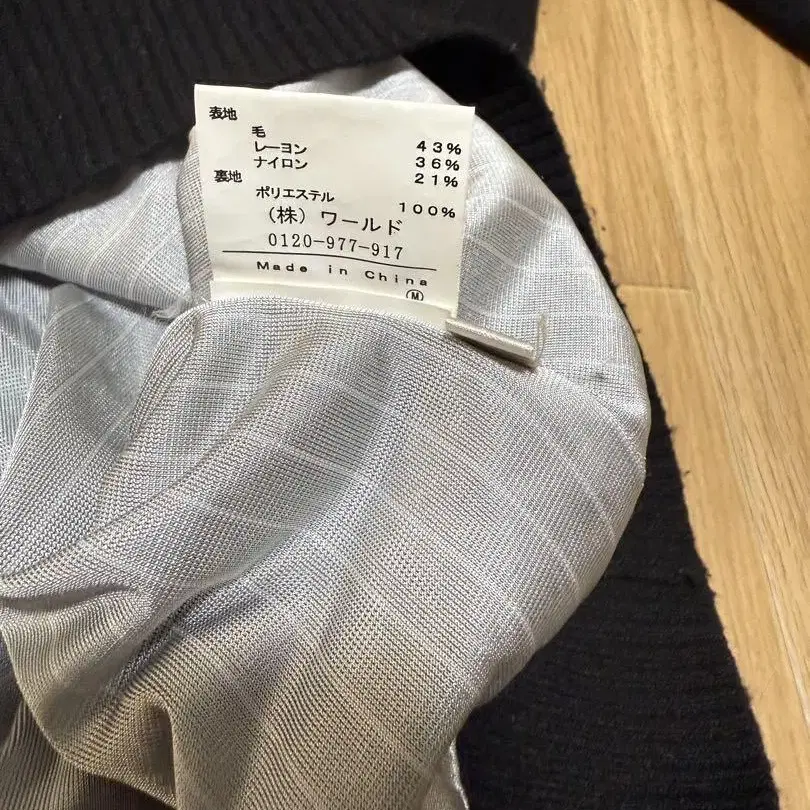 表地
毛 43%
レーヨン 36%
ナイロン 21%
裏地
ポリエステル 100%
(株) ワールド
0120-977-917
Made in China
M